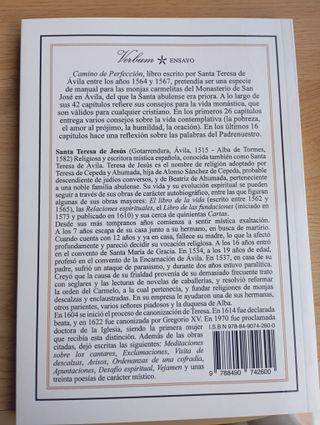 Verbum ENSAYO
Camino de Perfección, libro escrito por Santa Teresa de
Ávila entre los años 1564 y 1567, pretendía ser una especie
de manual para las monjas carmelitas del Monasterio de San
José en Ávila, del que la Santa abulense era priora. A lo largo de
sus 42 capítulos refiere sus consejos para la vida monástica, que
son válidos para cualquier cristiano. En los primeros 26 capítulos
entrega varios consejos sobre la vida contemplativa (la pobreza,
el amor al prójimo, la humildad, la oración). En los últimos 16
capítulos hace una reflexión sobre las palabras del Padrenuestro.
Santa Teresa de Jesús (Gotarrendura, Ávila, 1515 - Alba de Tormes,
1582) Religiosa y escritora mística española, conocida también como Santa
Teresa de Ávila. Teresa de Jesús es el nombre de religión adoptado por
Teresa de Cepeda y Ahumada, hija de Alonso Sánchez de Cepeda, probable
descendiente de judíos conversos, y de Beatriz de Ahumada, perteneciente
a una noble familia abulense. Su vida y su evolución espiritual se pueden
seguir a través de sus obras de carácter autobiográfico, entre las que figuran
algunas de sus obras mayores: El libro de la vida (escrito entre 1562 y
1565), las Relaciones espirituales, el Libro de las fundaciones (iniciado en
1573 y publicado en 1610) y sus cerca de quinientas Cartas.
Desde sus más tempranos años comienza a sentir mística exaltación.
A los 7 años escapa de su casa junto a su hermano, en busca de martirio.
Cuando cuenta con 12 años y ya en casa, fallece su madre, lo que la afectó
profundamente y pareció decidir su vocación religiosa. A los 16 años entró
en el convento de Santa María de Gracia. En 1534, a los 19 años de edad,
profesó en el convento de la Encarnación de Ávila. En 1537, en casa de su
padre, sufrió un ataque de parasismo, y durante dos años estuvo paralítica.
Creyó que la causa de su frialdad provenía de su demasiado frecuente trato
con seglares y las lecturas de novelas de caballerías, y resolvió reformar
la orden del Carmelo, a la cual pertenecía, y fundar religiones de monjas
descalzas y enclaustradas. En su empresa le ayudaron una de sus hermanas,
otros parientes, varios señores piadosos y la duquesa de Alba.
En 1604 se inició el proceso de canonización de Teresa. En 1614 fue declarada
beata, y en 1622 fue canonizada por Gregorio XV. En 1970 fue proclamada
doctora de la Iglesia, siendo la primera mujer
que recibía esta distinción. Además de las obras
citadas, dejó escritas las siguientes: Meditaciones
sobre los cantares, Exclamaciones, Visita de
descalzas, Avisos, Ordenanzas de una cofradía,
Apuntaciones, Desafío espiritual, Vejamen y unas
treinta poesías de carácter místico.
I.S.B.N 978-84-9074-260-0
9 788490 742600